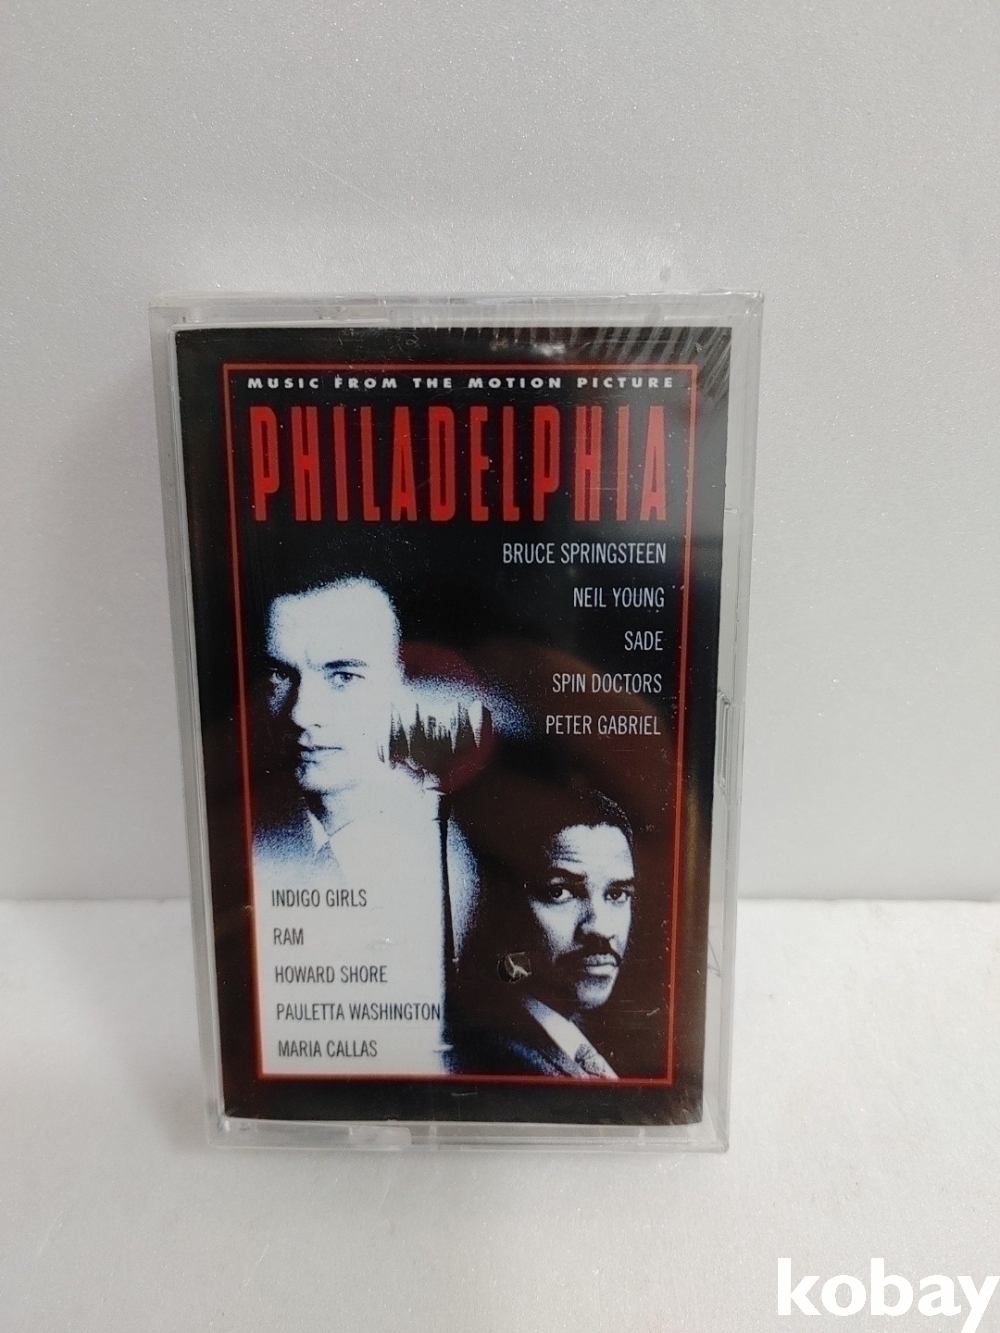 MUSIC FROM THE MOTION PICTURE
PHILADELPHIA
BRUCE SPRINGSTEEN
NEIL YOUNG
SADE
SPIN DOCTORS
PETER GABRIEL
INDIGO GIRLS
RAM
HOWARD SHORE
PAULETTA WASHINGTON
MARIA CALLAS
kobay